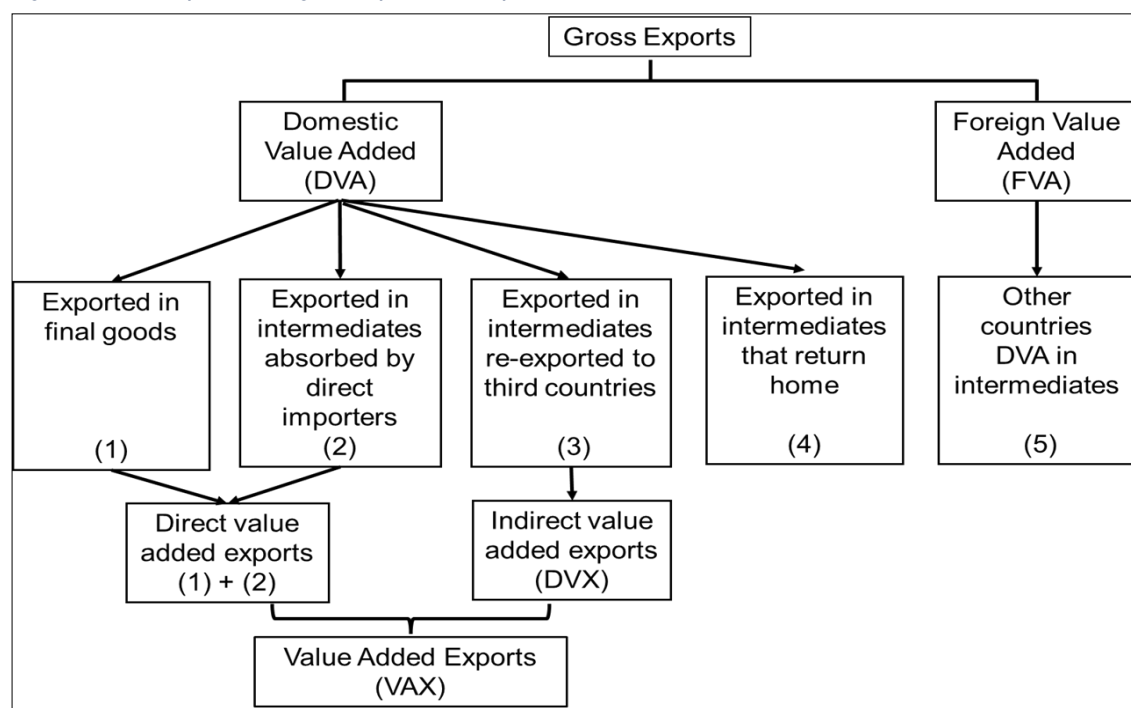 Gross Exports
Domestic
Value Added
(DVA)
Foreign Value
Added
(FVA)
Exported in
final goods
(1)
Exported in
intermediates
absorbed by
direct
importers
(2)
Exported in
intermediates
re-exported to
third countries
(3)
Exported in
intermediates
that return
home
(4)
Other
countries
DVA in
intermediates
(5)
Direct value
added exports
(1) + (2)
Indirect value
added exports
(DVX)
Value Added Exports
(VAX)